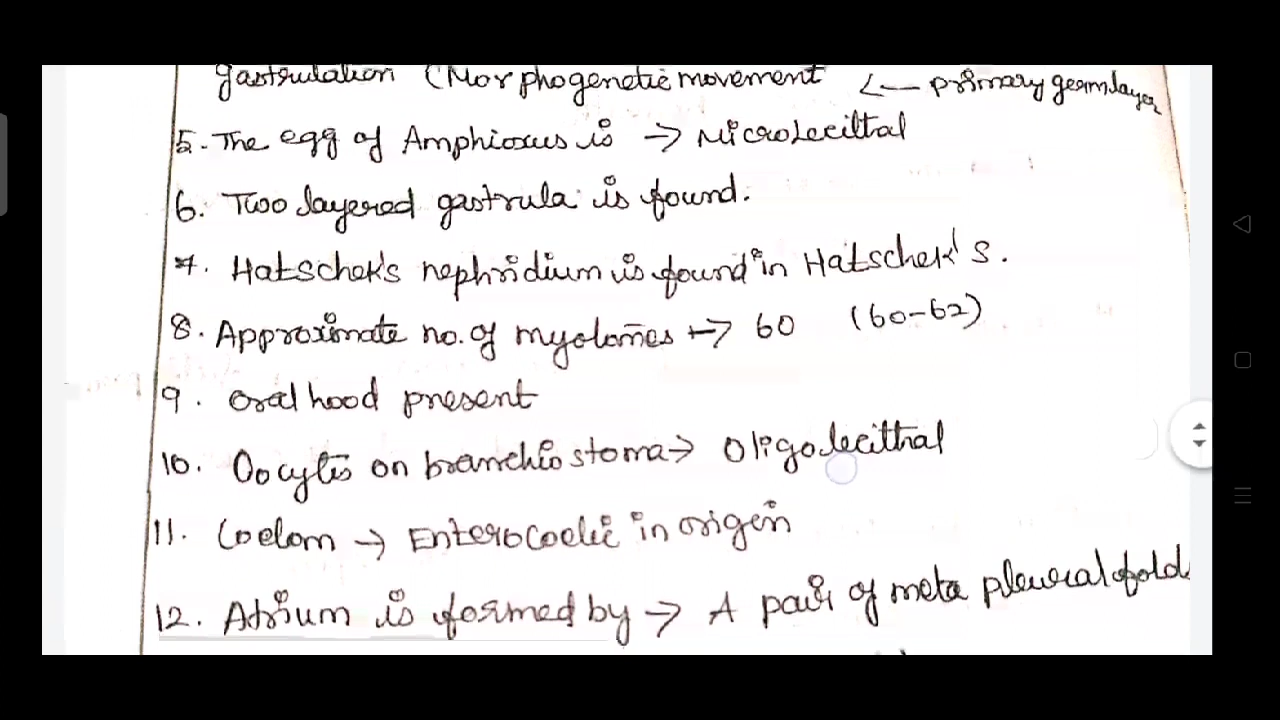 gastrulation (Morphogenetic movement <— primary germ layer
5. The egg of Amphioxus is → Microlecithal
6. Two layered gastrula is found.
7. Hatschek's nephridium is found in Hatschek's.
8. Approximate no. of myotomes → 60 (60-62)
9. Oral hood present
10. Oocytes on branchiostoma → Oligolecithal
11. Coelom → Enterocoelic in origin
12. Atrium is formed by → A pair of meta pleural fold